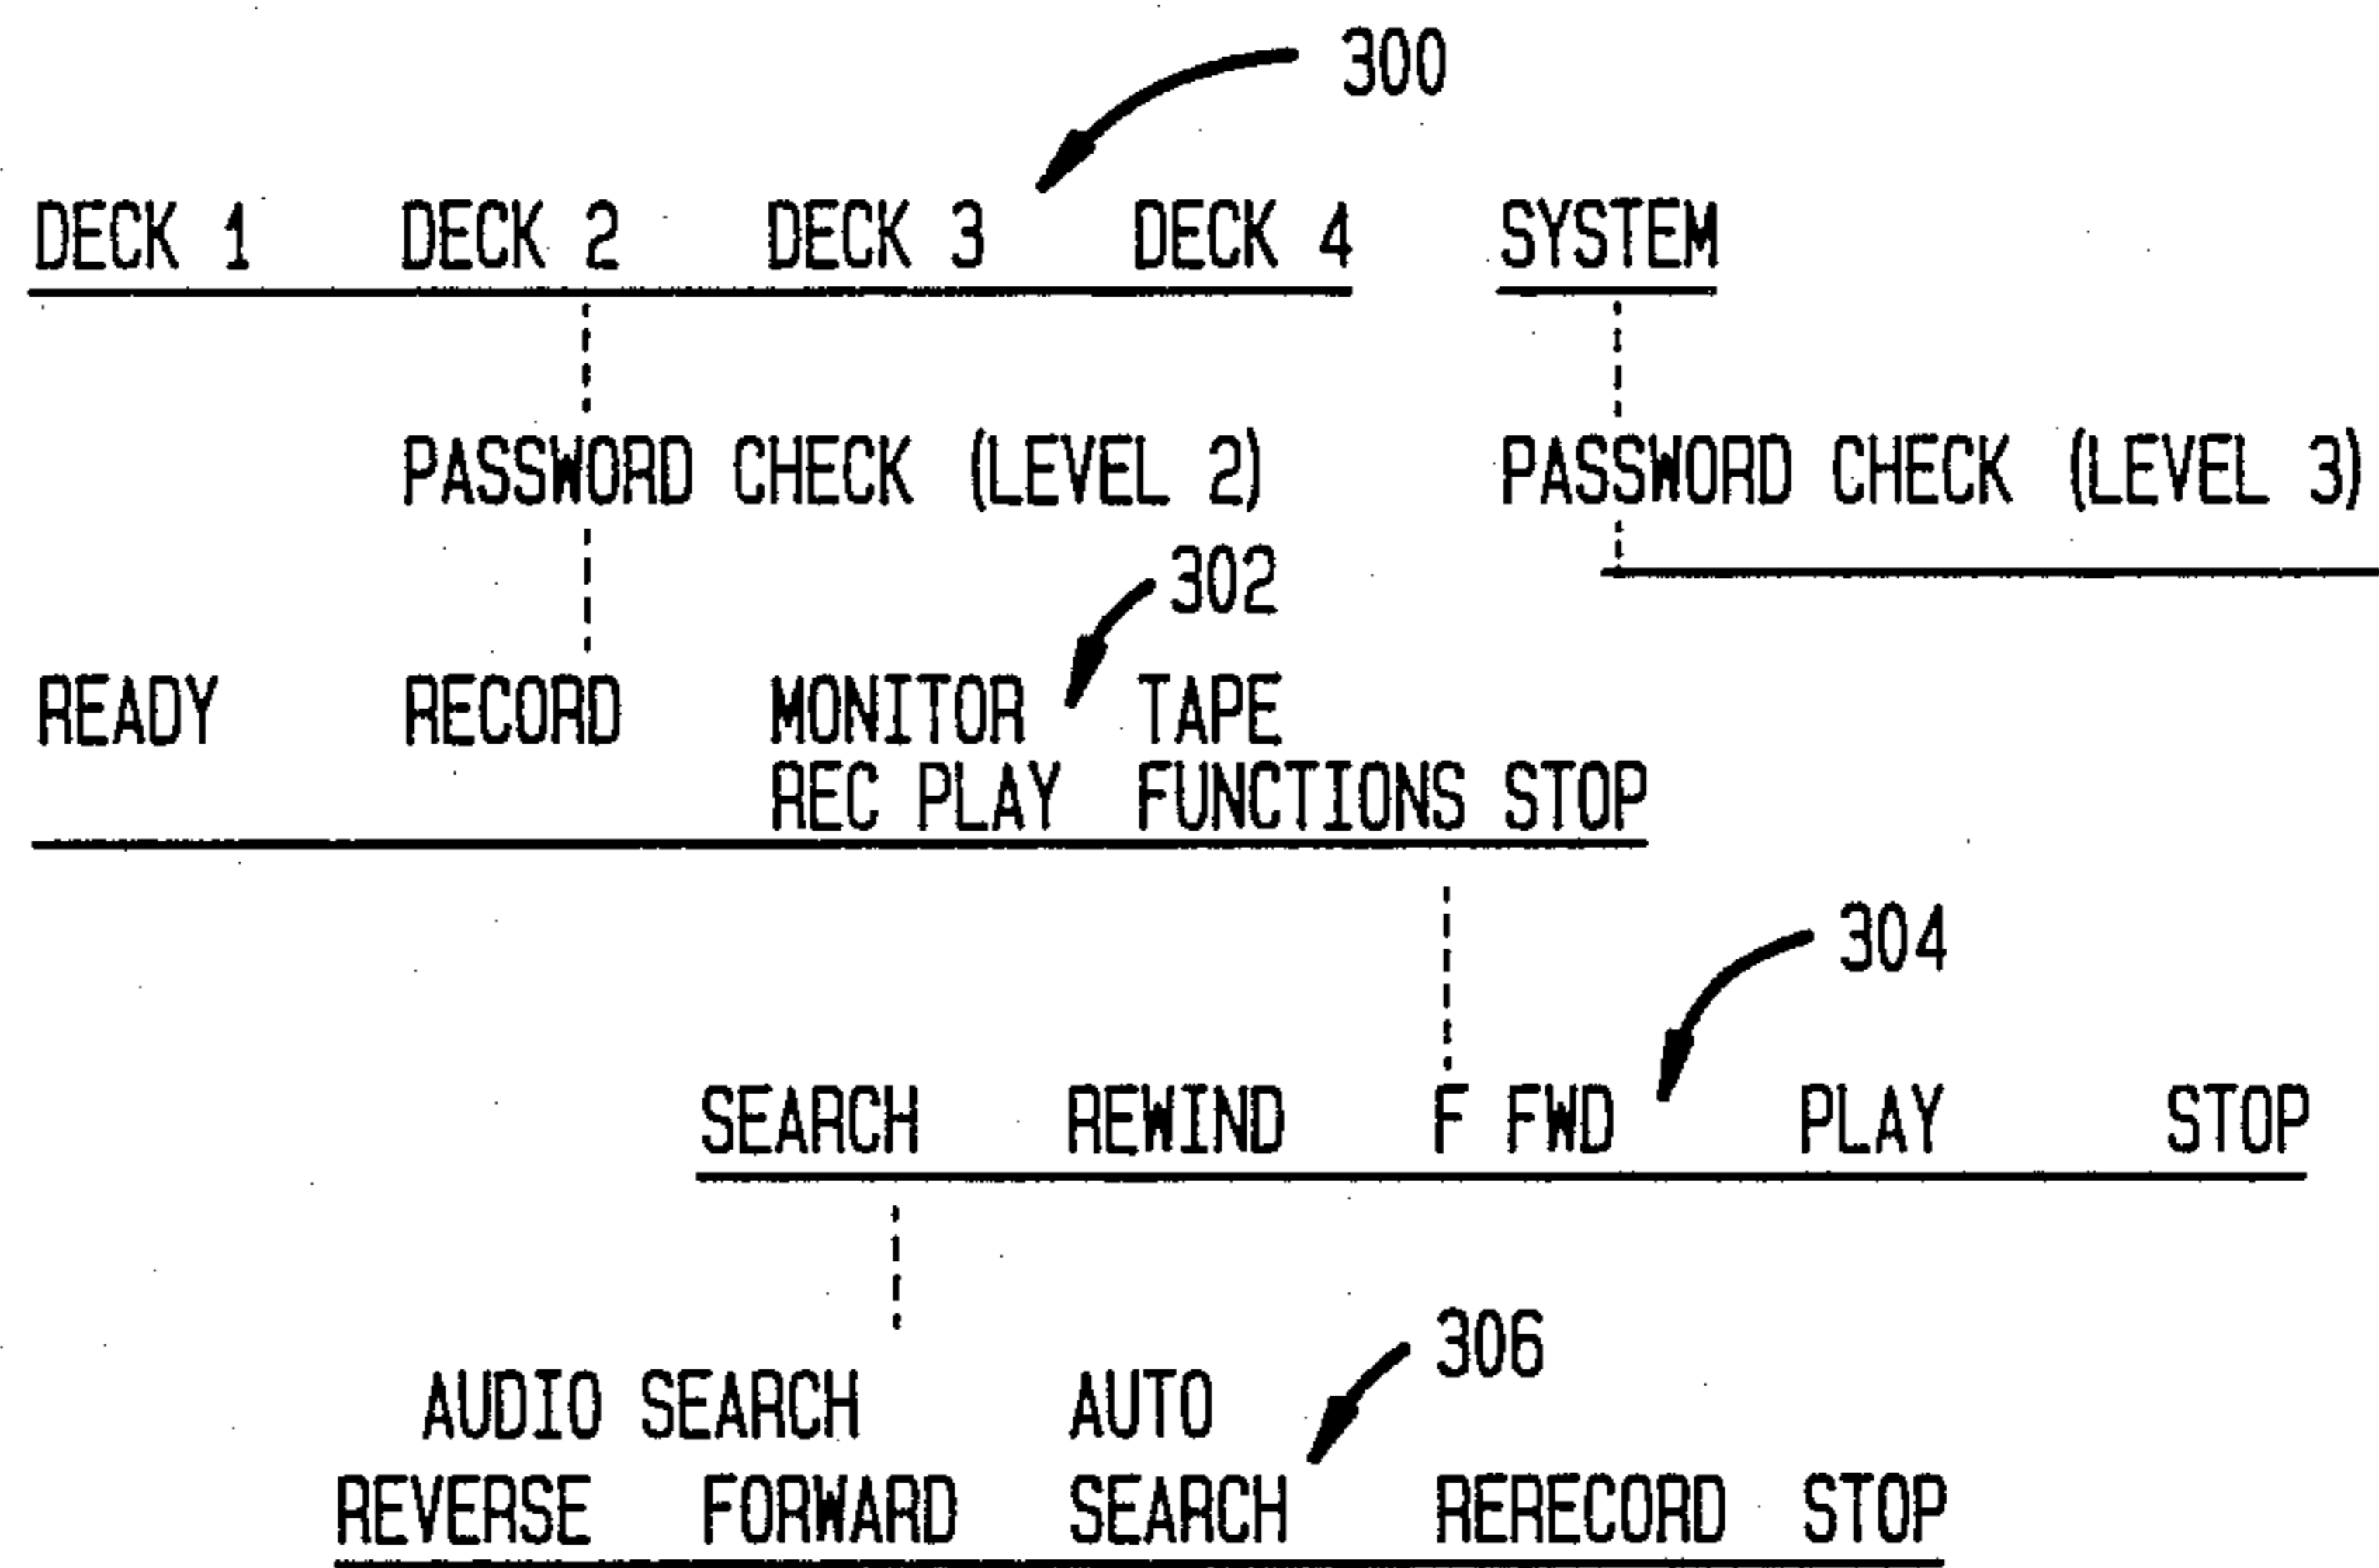 300
DECK 1 DECK 2 DECK 3 DECK 4 SYSTEM
PASSWORD CHECK (LEVEL 2) PASSWORD CHECK (LEVEL 3)
302
READY RECORD MONITOR TAPE
REC PLAY FUNCTIONS STOP
304
SEARCH REWIND F FWD PLAY STOP
306
AUDIO SEARCH AUTO
REVERSE FORWARD SEARCH RERECORD STOP